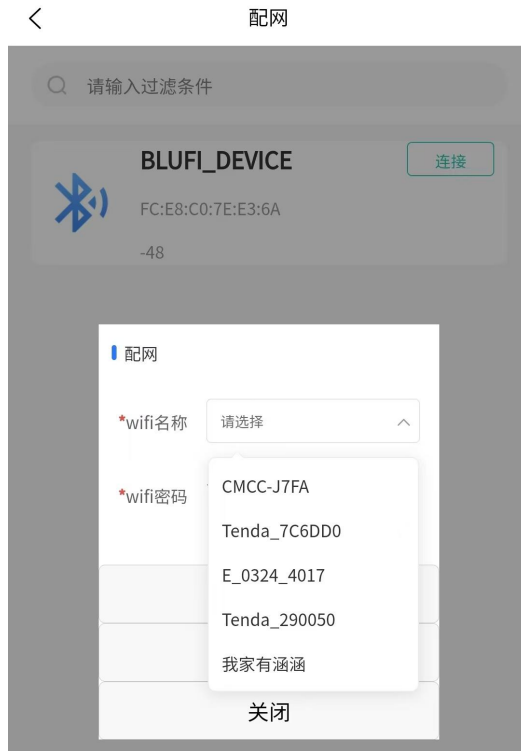 配网
请输入过滤条件
BLUFI_DEVICE
连接
FC:E8:C0:7E:E3:6A
-48
配网
*wifi名称
请选择
CMCC-J7FA
*wifi密码
Tenda_7C6DD0
E_0324_4017
Tenda_290050
我家有涵涵
关闭